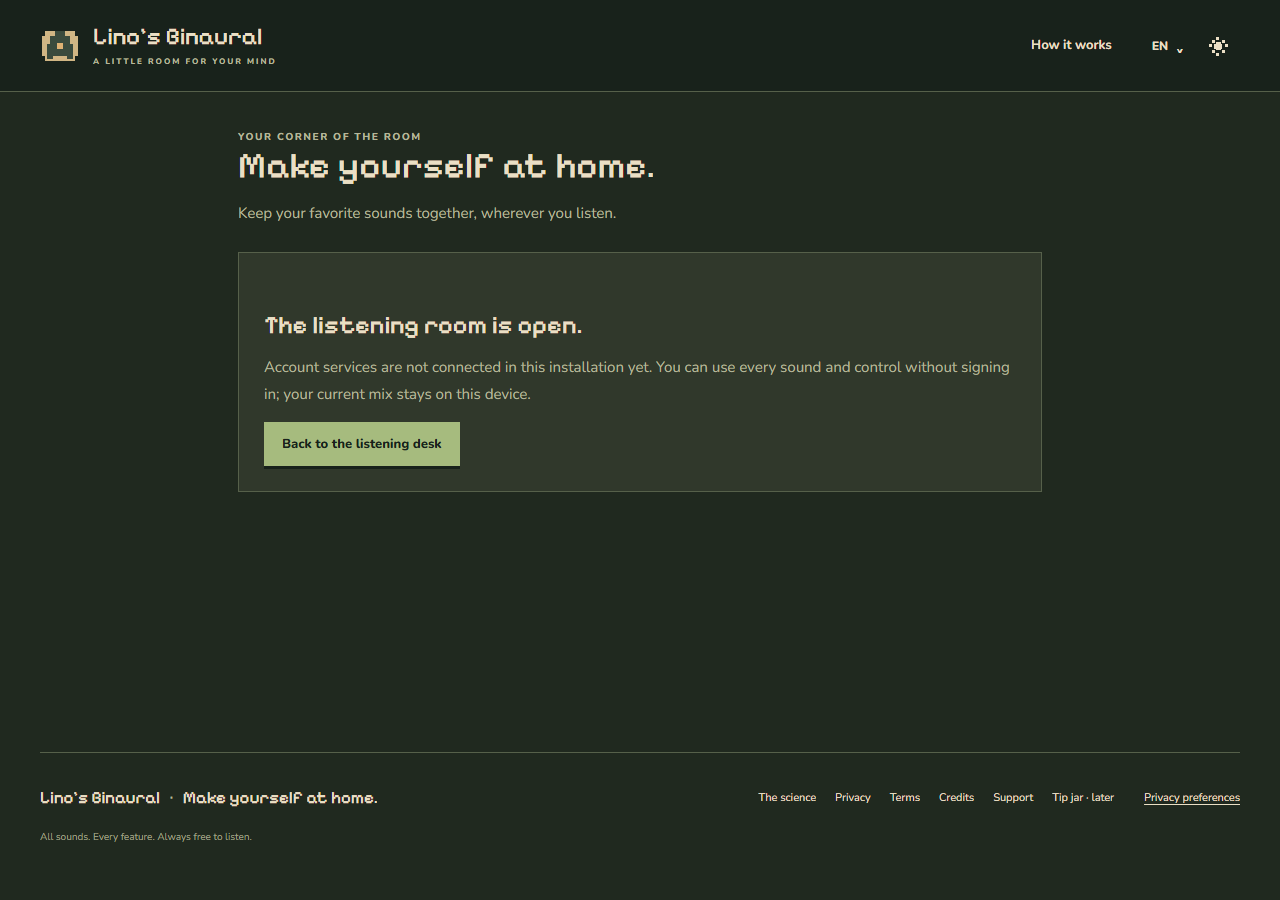 Lino's Binaural
A LITTLE ROOM FOR YOUR MIND
How it works
EN
YOUR CORNER OF THE ROOM
Make yourself at home.
Keep your favorite sounds together, wherever you listen.
The listening room is open.
Account services are not connected in this installation yet. You can use every sound and control without signing
in; your current mix stays on this device.
Back to the listening desk
Lino's Binaural · Make yourself at home.
The science Privacy Terms Credits Support Tip jar · later Privacy preferences
All sounds. Every feature. Always free to listen.